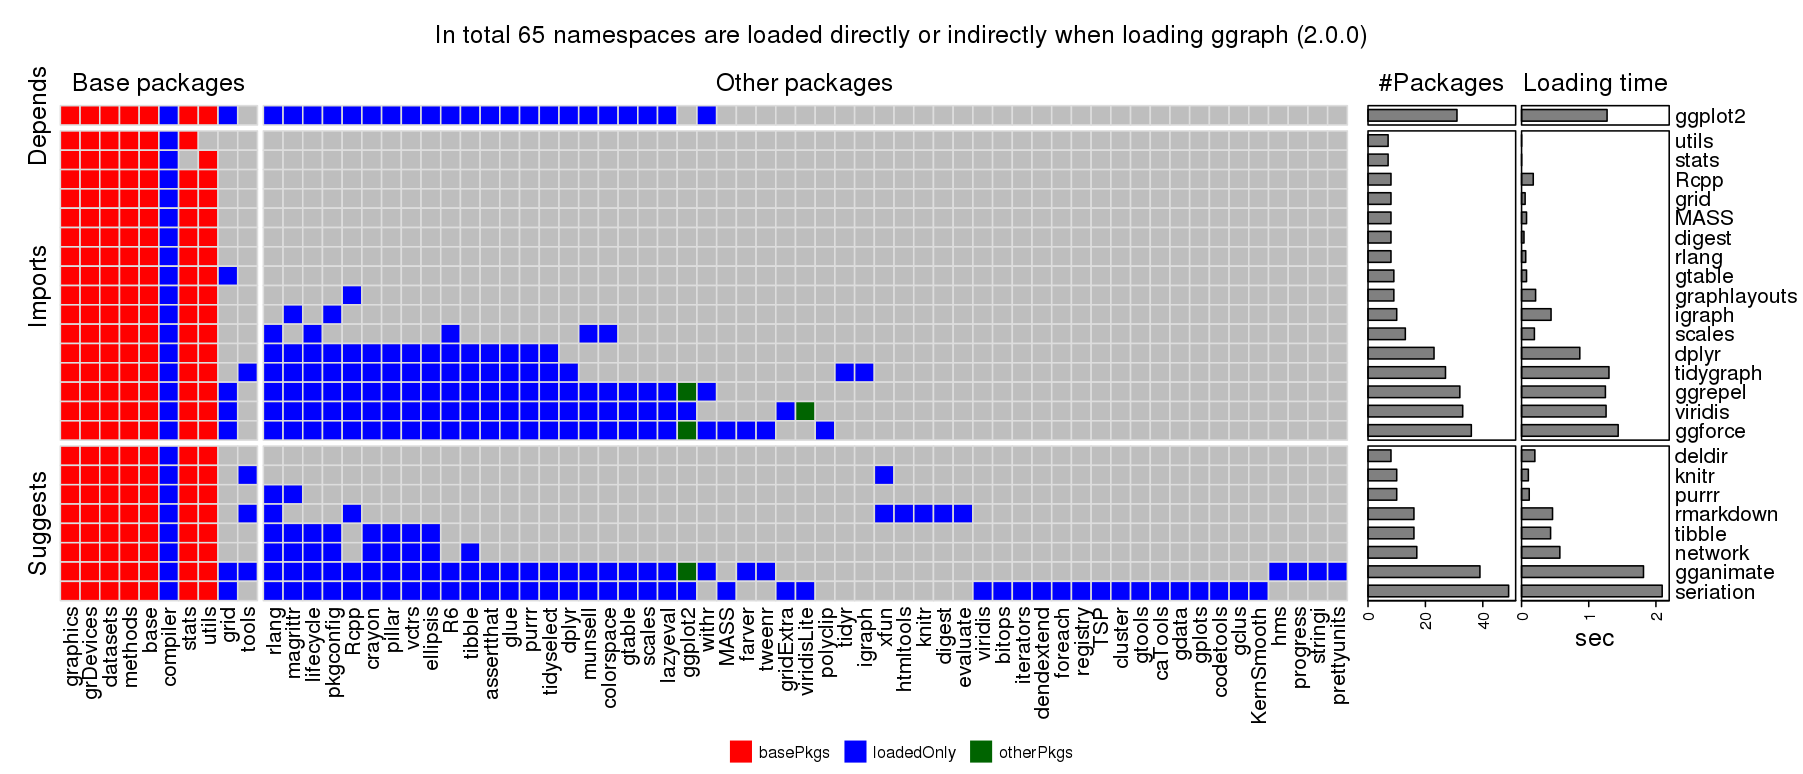 In total 65 namespaces are loaded directly or indirectly when loading ggraph (2.0.0)
Base packages
Other packages
#Packages
Loading time
Depends
Imports
Suggests
ggplot2
utils
stats
Rcpp
grid
MASS
digest
rlang
gtable
graphlayouts
igraph
scales
dplyr
tidygraph
ggrepel
viridis
ggforce
deldir
knitr
purrr
rmarkdown
tibble
network
gganimate
seriation
graphics
grDevices
datasets
methods
base
compiler
stats
utils
grid
tools
rlang
magrittr
lifecycle
pkgconfig
Rcpp
crayon
pillar
vctrs
ellipsis
R6
tibble
assertthat
glue
purrr
tidyselect
dplyr
munsell
colorspace
gtable
scales
lazyeval
ggplot2
withr
MASS
farver
tweenr
gridExtra
viridisLite
polyclip
tidyr
igraph
xfun
htmltools
knitr
digest
evaluate
viridis
bitops
iterators
dendextend
foreach
registry
TSP
cluster
gtools
caTools
gdata
gplots
codetools
gclus
KernSmooth
hms
progress
stringi
prettyunits
0 20 40
0 1 2
sec
basePkgs loadedOnly otherPkgs